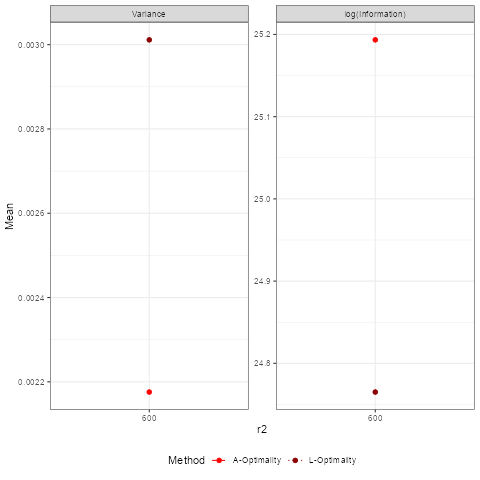 Variance
log(Information)
Mean
0.0030
0.0028
0.0026
0.0024
0.0022
25.2
25.1
25.0
24.9
24.8
600
600
r2
Method A-Optimality L-Optimality